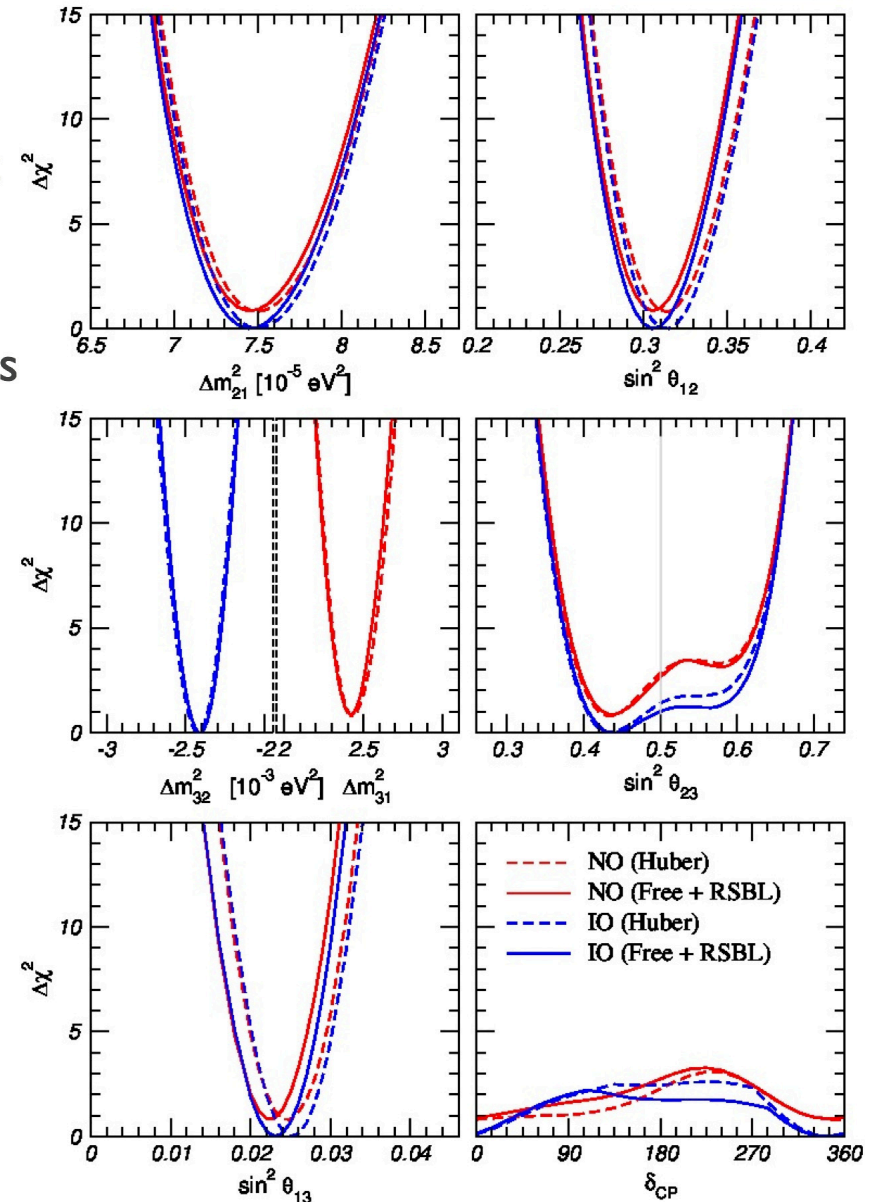 15
10
5
0
Δχ²
6.5 7 7.5 8 8.5
Δm²₂₁ [10⁻⁵ eV²]
0.2 0.25 0.3 0.35 0.4
sin² θ₁₂
s
15
10
5
0
Δχ²
-3 -2.5 -2 2 2.5 3
Δm²₃₂ [10⁻³ eV²] Δm²₃₁
0.3 0.4 0.5 0.6 0.7
sin² θ₂₃
15
10
5
0
Δχ²
0 0.01 0.02 0.03 0.04
sin² θ₁₃
NO (Huber)
NO (Free + RSBL)
IO (Huber)
IO (Free + RSBL)
0 90 180 270 360
δCP